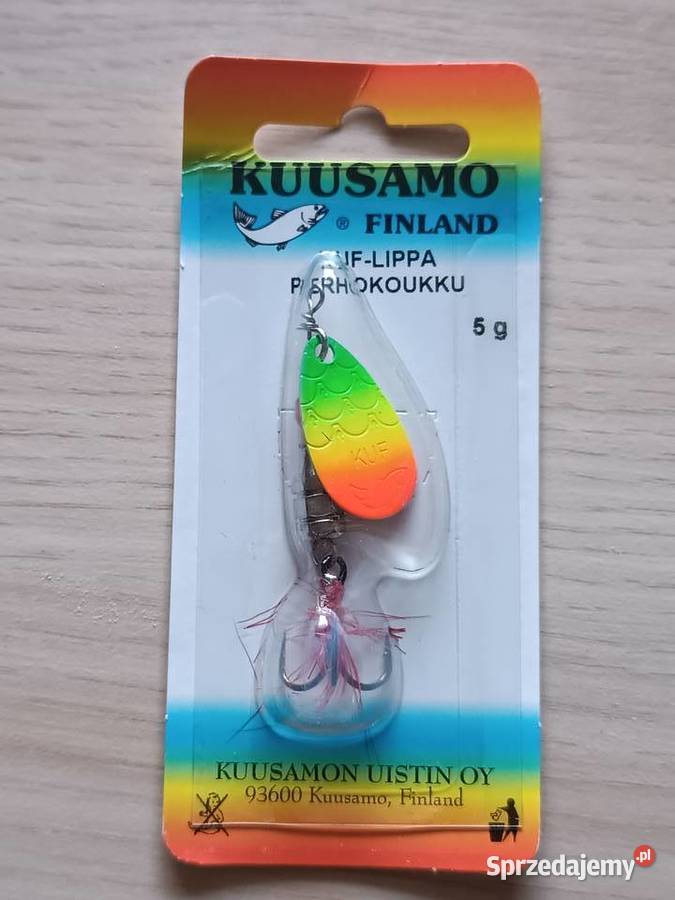 KUUSAMO
® FINLAND
KUF-LIPPA
PERHOKOUKKU
5 g
KUF
KUUSAMON UISTIN OY
93600 Kuusamo, Finland
Sprzedajemy.pl